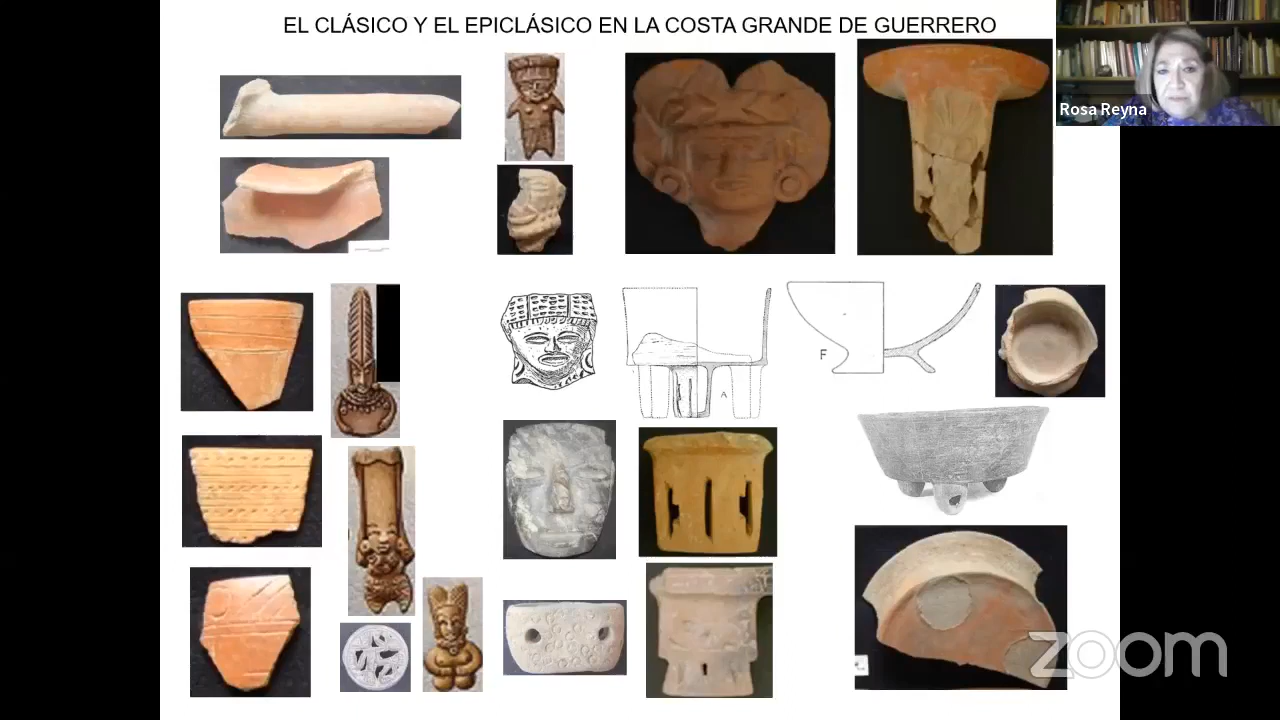 EL CLÁSICO Y EL EPICLÁSICO EN LA COSTA GRANDE DE GUERRERO
Rosa Reyna
A
F
zoom